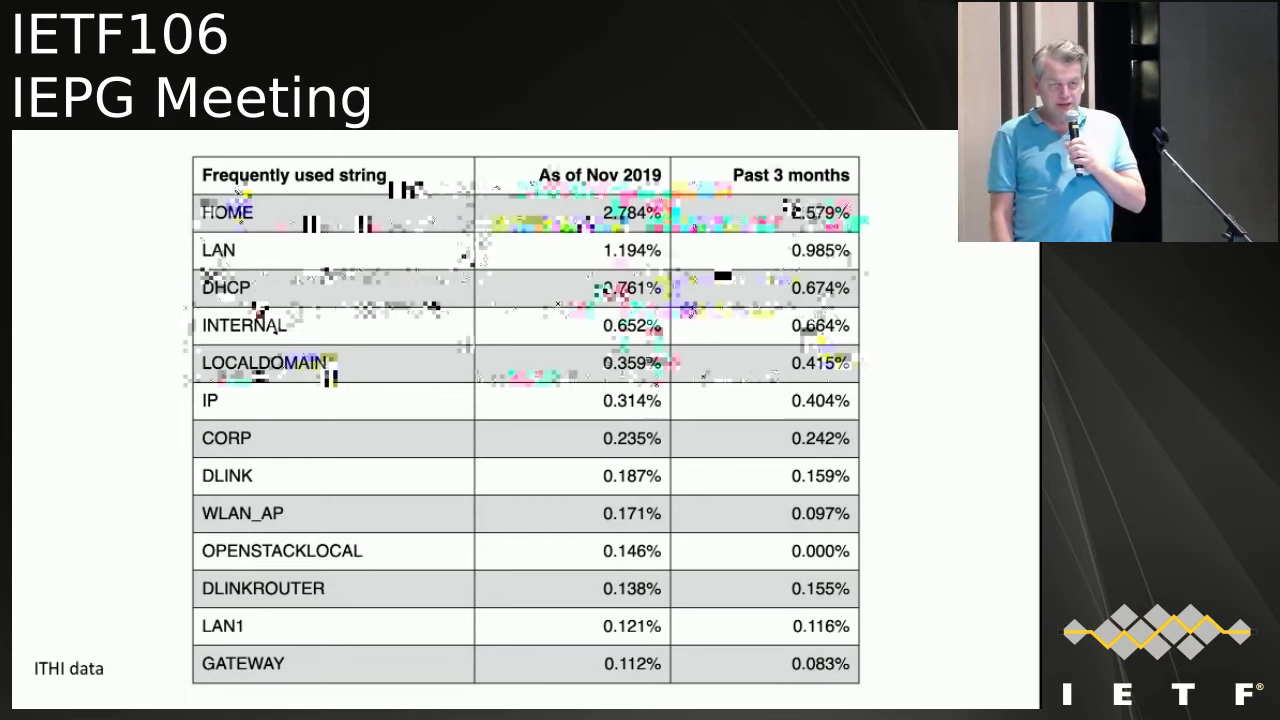 IETF106
IEPG Meeting
Frequently used string As of Nov 2019 Past 3 months
HOME 2.784% 2.579%
LAN 1.194% 0.985%
DHCP 0.761% 0.674%
INTERNAL 0.652% 0.664%
LOCALDOMAIN 0.359% 0.415%
IP 0.314% 0.404%
CORP 0.235% 0.242%
DLINK 0.187% 0.159%
WLAN_AP 0.171% 0.097%
OPENSTACKLOCAL 0.146% 0.000%
DLINKROUTER 0.138% 0.155%
LAN1 0.121% 0.116%
GATEWAY 0.112% 0.083%
ITHI data
I E T F®